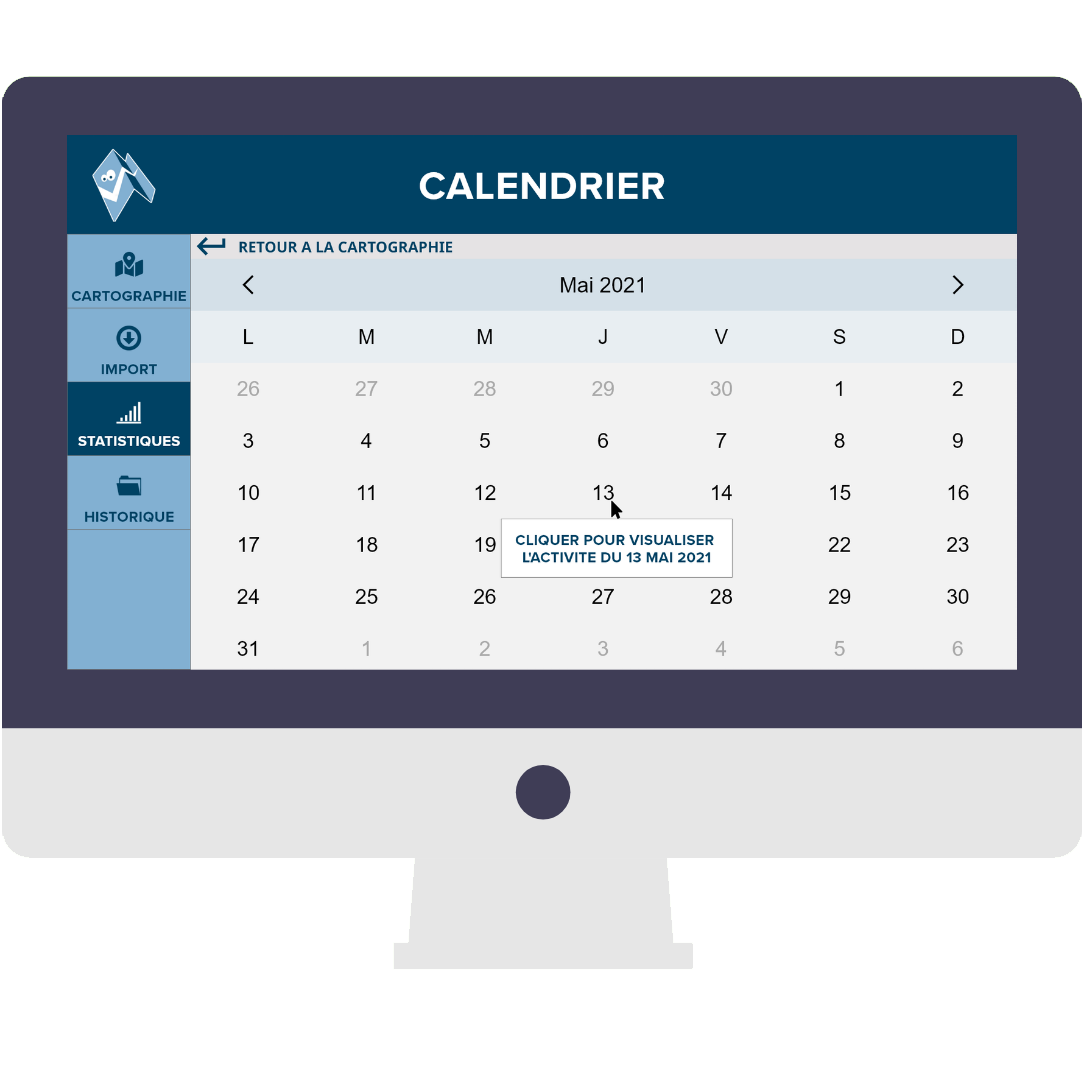 CALENDRIER
RETOUR A LA CARTOGRAPHIE
CARTOGRAPHIE
IMPORT
STATISTIQUES
HISTORIQUE
Mai 2021
L M M J V S D
26 27 28 29 30 1 2
3 4 5 6 7 8 9
10 11 12 13 14 15 16
17 18 19 22 23
CLIQUER POUR VISUALISER
L'ACTIVITE DU 13 MAI 2021
24 25 26 27 28 29 30
31 1 2 3 4 5 6